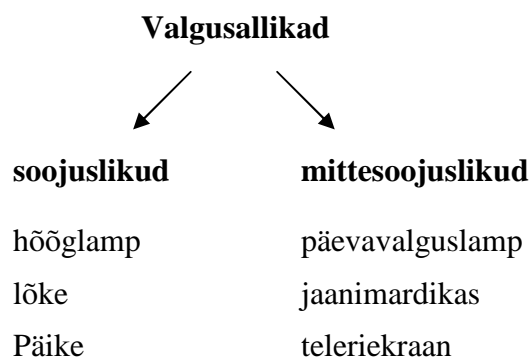 Valgusallikad
soojuslikud mittesoojuslikud
hõõglamp päevavalguslamp
lõke jaanimardikas
Päike teleriekraan